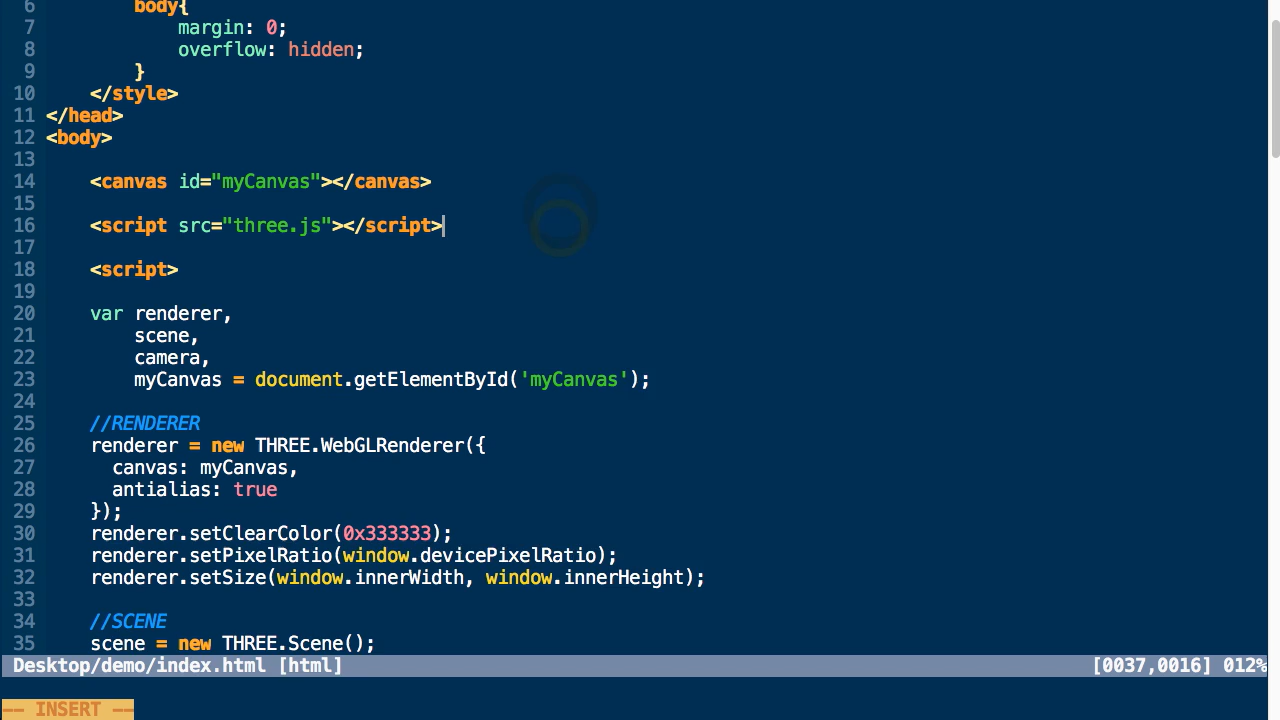 6 body{
7 margin: 0;
8 overflow: hidden;
9 }
10 </style>
11 </head>
12 <body>
13
14 <canvas id="myCanvas"></canvas>
15
16 <script src="three.js"></script>
17
18 <script>
19
20 var renderer,
21 scene,
22 camera,
23 myCanvas = document.getElementById('myCanvas');
24
25 //RENDERER
26 renderer = new THREE.WebGLRenderer({
27 canvas: myCanvas,
28 antialias: true
29 });
30 renderer.setClearColor(0x333333);
31 renderer.setPixelRatio(window.devicePixelRatio);
32 renderer.setSize(window.innerWidth, window.innerHeight);
33
34 //SCENE
35 scene = new THREE.Scene();
Desktop/demo/index.html [html] [0037,0016] 012%
-- INSERT --